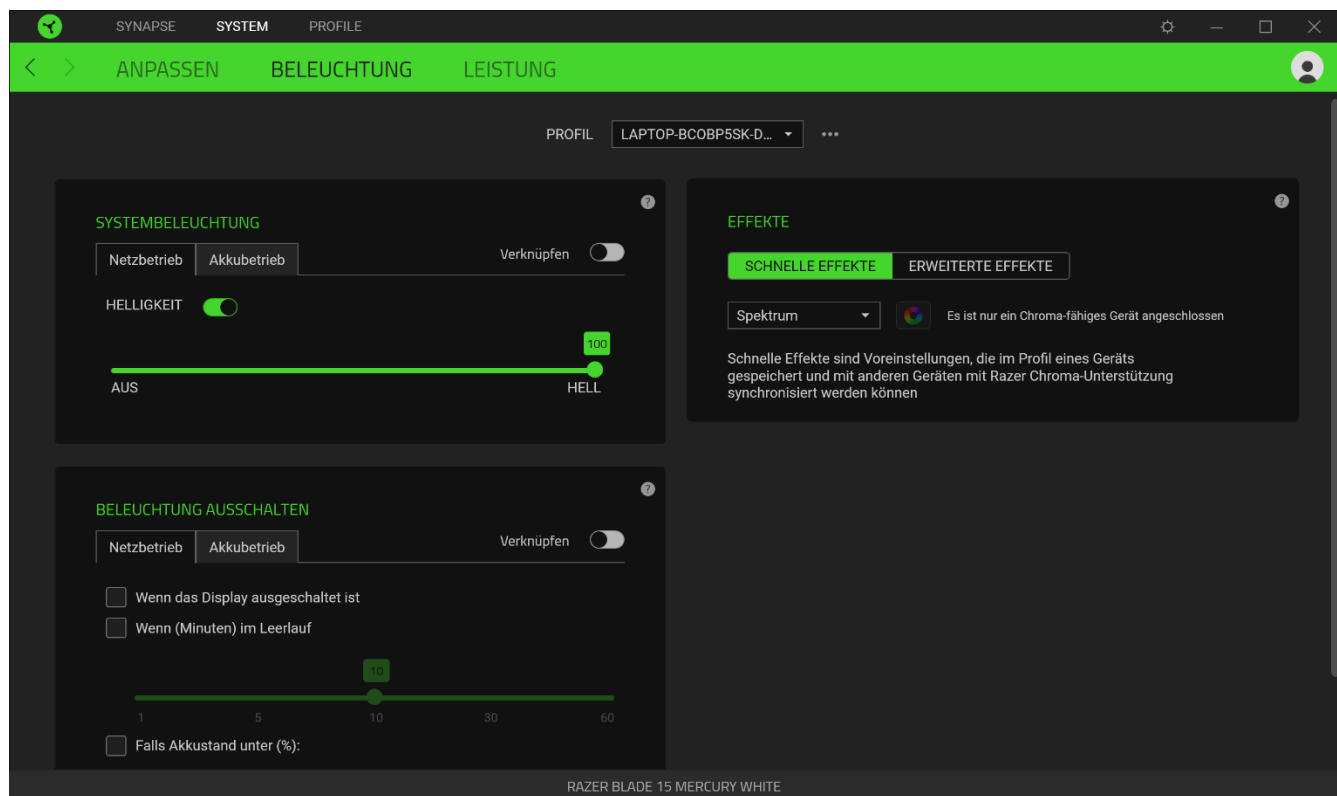 SYNAPSE SYSTEM PROFILE
ANPASSEN BELEUCHTUNG LEISTUNG
PROFIL LAPTOP-BCOBP5SK-D... •••
SYSTEMBELEUCHTUNG
Netzbetrieb Akkubetrieb Verknüpfen
HELLIGKEIT
100
AUS HELL
EFFEKTE
SCHNELLE EFFEKTE ERWEITERTE EFFEKTE
Spektrum Es ist nur ein Chroma-fähiges Gerät angeschlossen
Schnelle Effekte sind Voreinstellungen, die im Profil eines Geräts
gespeichert und mit anderen Geräten mit Razer Chroma-Unterstützung
synchronisiert werden können
BELEUCHTUNG AUSSCHALTEN
Netzbetrieb Akkubetrieb Verknüpfen
Wenn das Display ausgeschaltet ist
Wenn (Minuten) im Leerlauf
10
1 5 10 30 60
Falls Akkustand unter (%):
RAZER BLADE 15 MERCURY WHITE